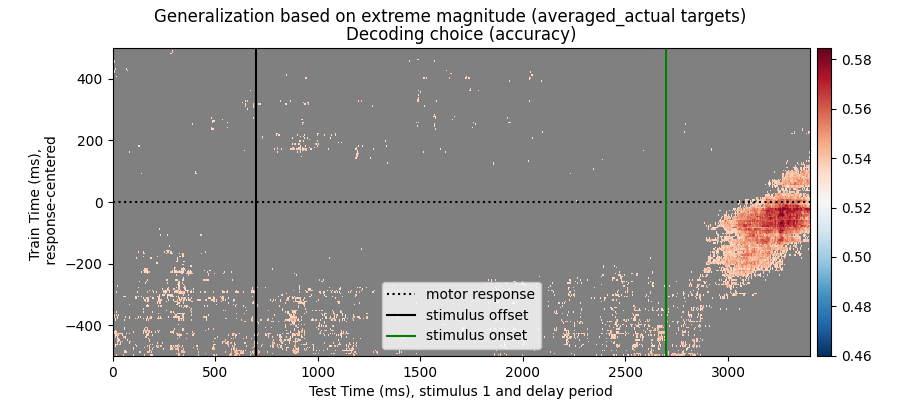 Generalization based on extreme magnitude (averaged_actual targets)
Decoding choice (accuracy)
Train Time (ms),
response-centered
400
200
0
−200
−400
motor response
stimulus offset
stimulus onset
0
500
1000
1500
2000
2500
3000
Test Time (ms), stimulus 1 and delay period
0.58
0.56
0.54
0.52
0.50
0.48
0.46